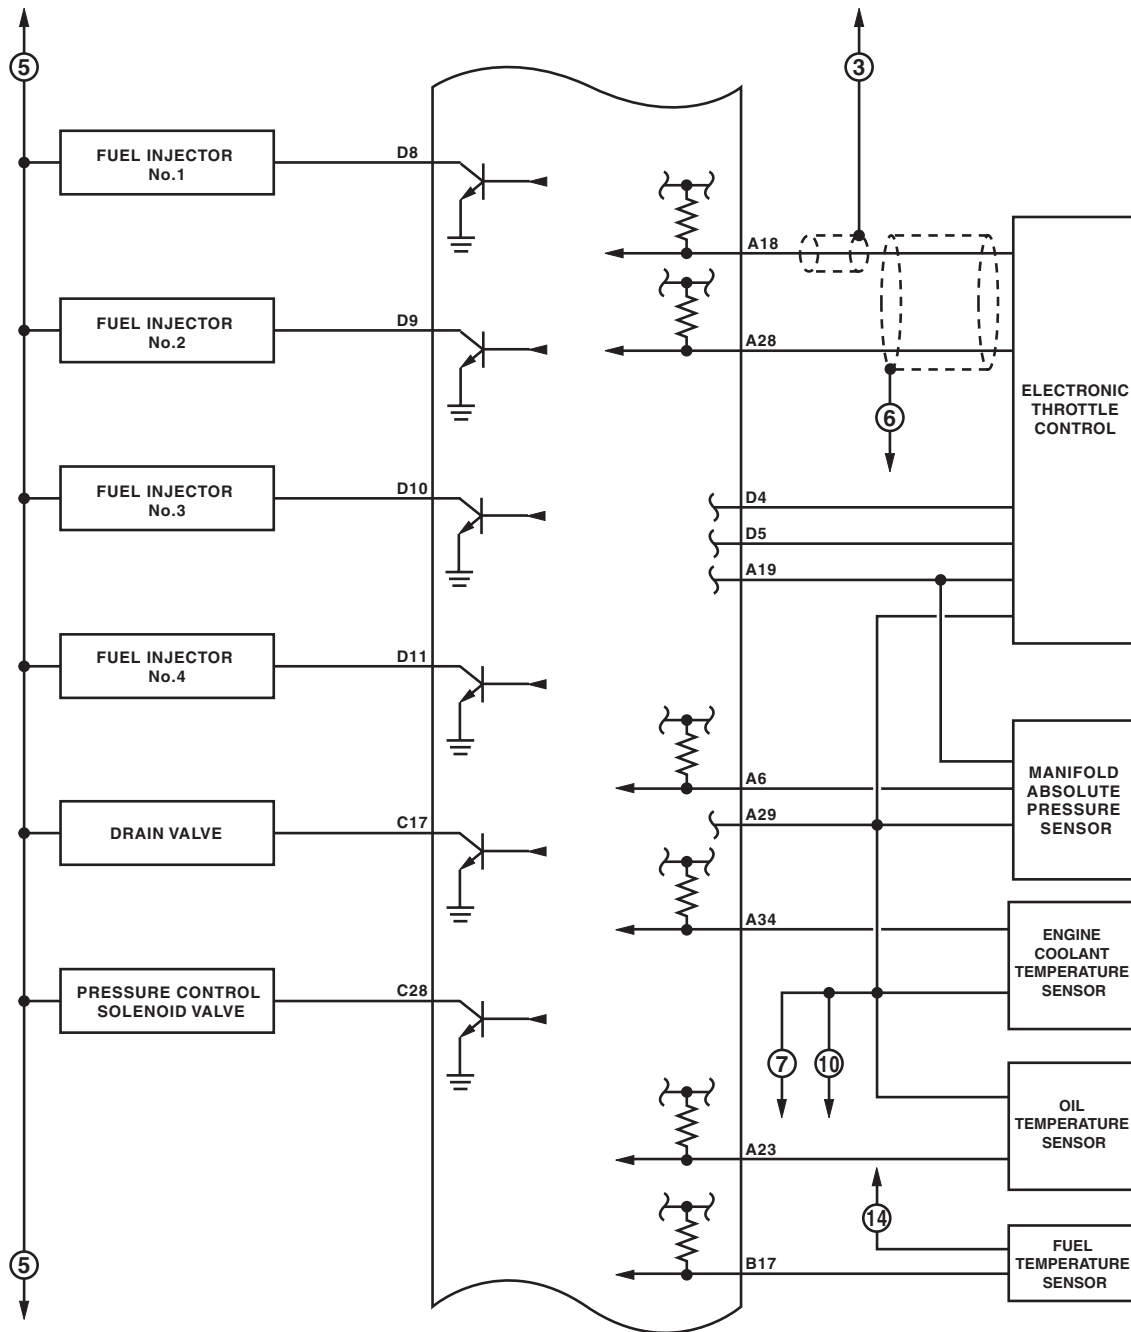 5
3
FUEL INJECTOR
No.1
D8
A18
FUEL INJECTOR
No.2
D9
A28
ELECTRONIC
THROTTLE
CONTROL
6
FUEL INJECTOR
No.3
D10
D4
D5
A19
FUEL INJECTOR
No.4
D11
A6
MANIFOLD
ABSOLUTE
PRESSURE
SENSOR
DRAIN VALVE
C17
A29
A34
ENGINE
COOLANT
TEMPERATURE
SENSOR
PRESSURE CONTROL
SOLENOID VALVE
C28
7
10
OIL
TEMPERATURE
SENSOR
A23
14
5
FUEL
TEMPERATURE
SENSOR
B17